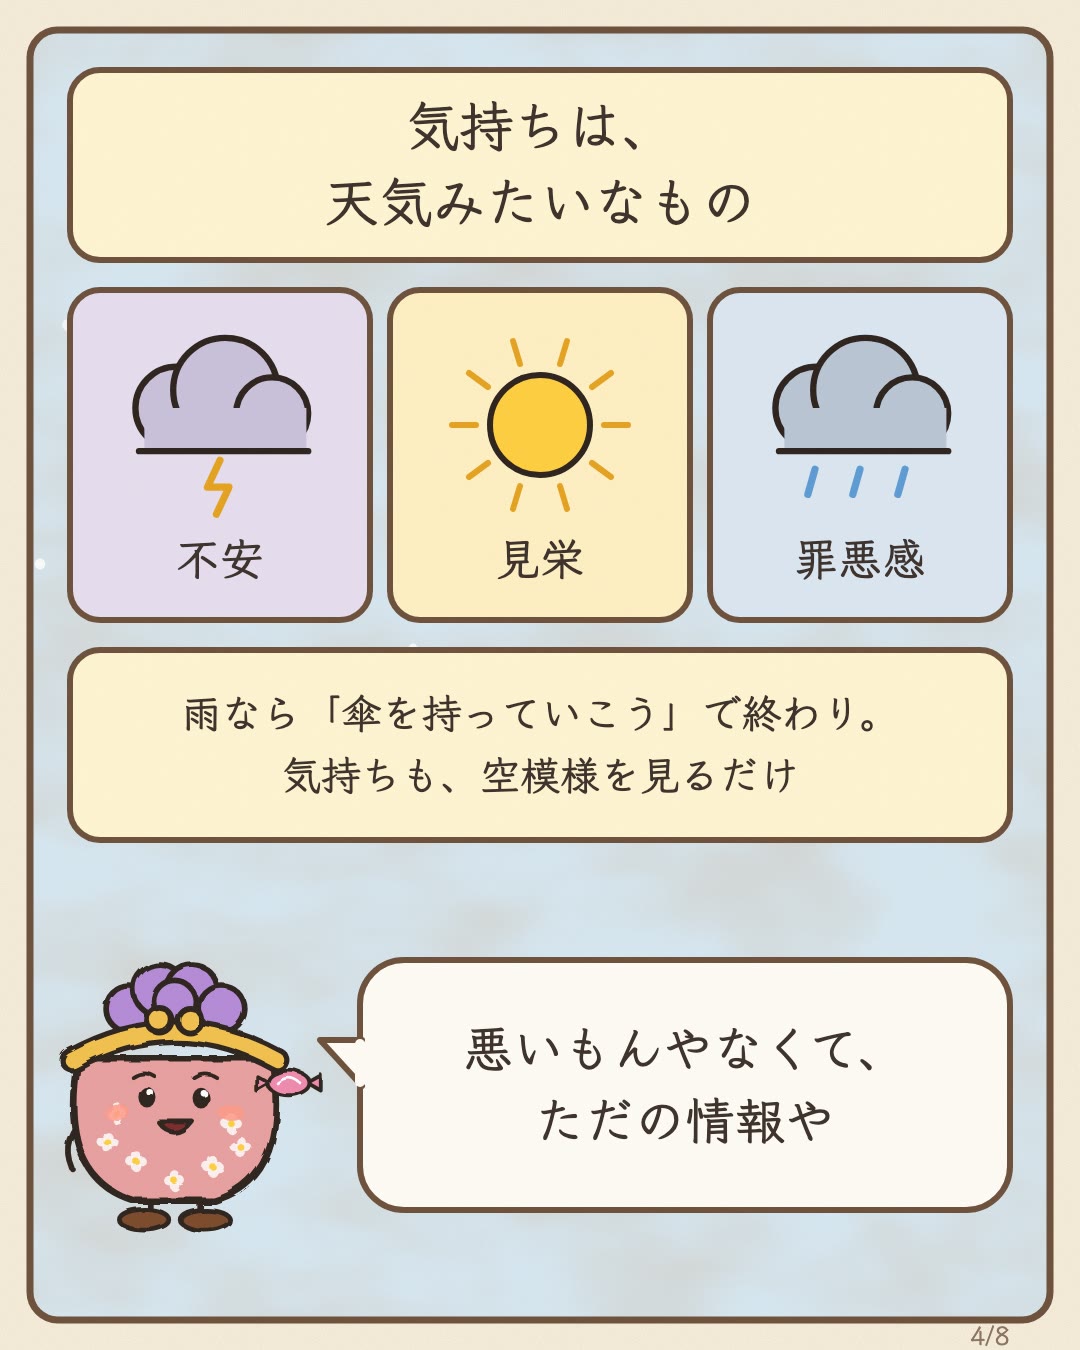 気持ちは、
天気みたいなもの
不安
見栄
罪悪感
雨なら「傘を持っていこう」で終わり。
気持ちも、空模様を見るだけ
悪いもんやなくて、
ただの情報や
4/8